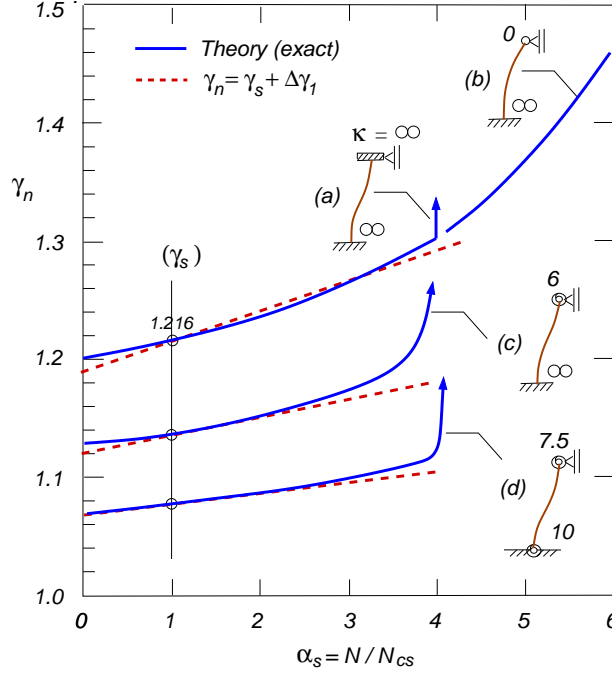 1.5
Theory (exact)
γn = γs + Δγ1
0
(b)
∞
1.4
κ = ∞
γn
(a)
∞
1.3
(γs)
6
1.216
(c)
1.2
∞
7.5
1.1
(d)
10
1.0
0 1 2 3 4 5 6
αs = N / Ncs